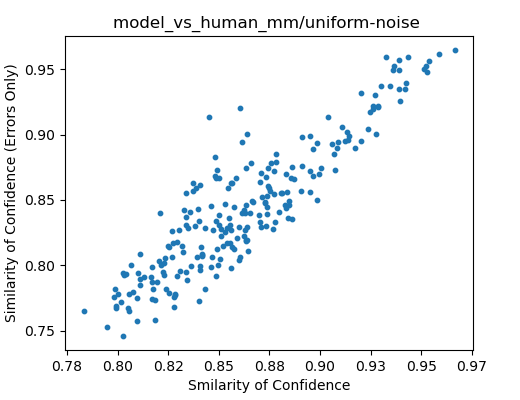 model_vs_human_mm/uniform-noise
Similarity of Confidence (Errors Only)
0.95
0.90
0.85
0.80
0.75
0.78 0.80 0.82 0.85 0.88 0.90 0.93 0.95 0.97
Smilarity of Confidence